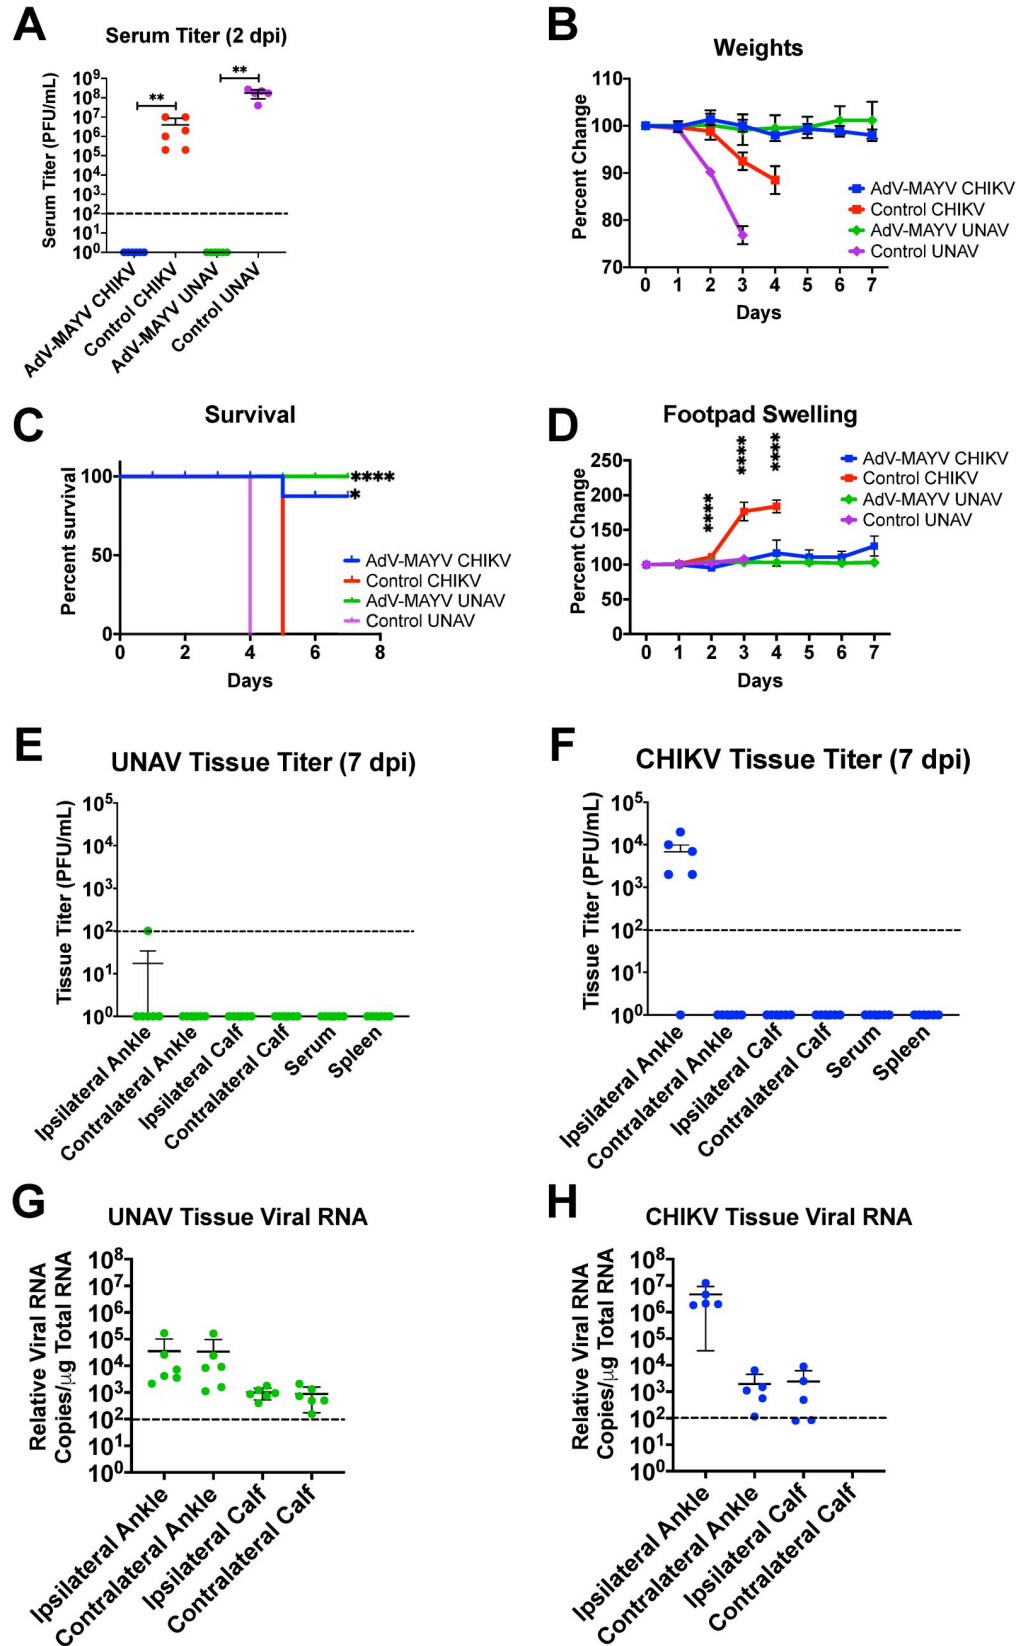 A
Serum Titer (2 dpi)
Serum Titer (PFU/mL)
10⁹
10⁸
10⁷
10⁶
10⁵
10⁴
10³
10²
10¹
10⁰
**
**
AdV-MAYV CHIKV
Control CHIKV
AdV-MAYV UNAV
Control UNAV
B
Weights
Percent Change
110
100
90
80
70
0 1 2 3 4 5 6 7
Days
AdV-MAYV CHIKV
Control CHIKV
AdV-MAYV UNAV
Control UNAV
C
Survival
Percent survival
100
50
0
0 2 4 6 8
Days
****
*
AdV-MAYV CHIKV
Control CHIKV
AdV-MAYV UNAV
Control UNAV
D
Footpad Swelling
Percent Change
250
200
150
100
50
0
0 1 2 3 4 5 6 7
Days
****
****
****
AdV-MAYV CHIKV
Control CHIKV
AdV-MAYV UNAV
Control UNAV
E
UNAV Tissue Titer (7 dpi)
Tissue Titer (PFU/mL)
10⁵
10⁴
10³
10²
10¹
10⁰
Ipsilateral Ankle
Contralateral Ankle
Ipsilateral Calf
Contralateral Calf
Serum
Spleen
F
CHIKV Tissue Titer (7 dpi)
Tissue Titer (PFU/mL)
10⁵
10⁴
10³
10²
10¹
10⁰
Ipsilateral Ankle
Contralateral Ankle
Ipsilateral Calf
Contralateral Calf
Serum
Spleen
G
UNAV Tissue Viral RNA
Relative Viral RNA
Copies/µg Total RNA
10⁸
10⁷
10⁶
10⁵
10⁴
10³
10²
10¹
10⁰
Ipsilateral Ankle
Contralateral Ankle
Ipsilateral Calf
Contralateral Calf
H
CHIKV Tissue Viral RNA
Relative Viral RNA
Copies/µg Total RNA
10⁸
10⁷
10⁶
10⁵
10⁴
10³
10²
10¹
10⁰
Ipsilateral Ankle
Contralateral Ankle
Ipsilateral Calf
Contralateral Calf